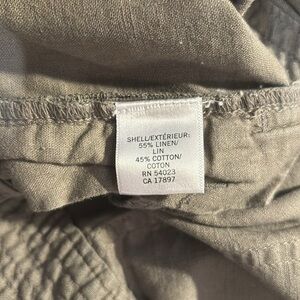 SHELL/EXTÉRIEUR:
55% LINEN/
LIN
45% COTTON/
COTON
RN 54023
CA 17897